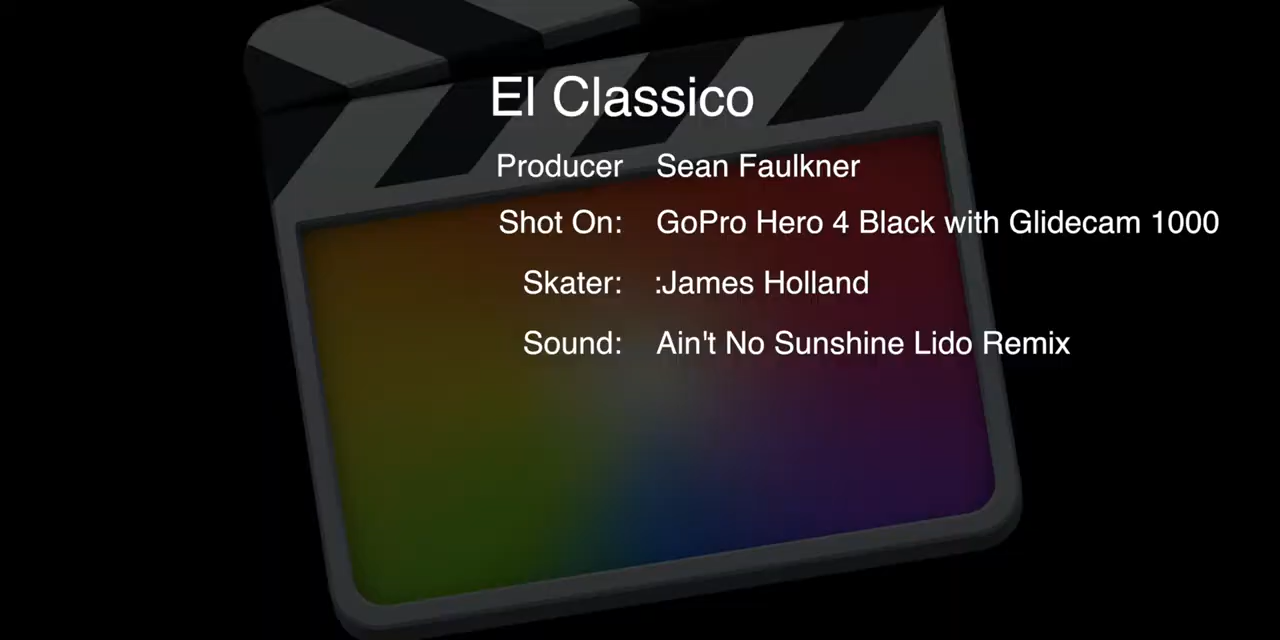 El Classico
Producer Sean Faulkner
Shot On: GoPro Hero 4 Black with Glidecam 1000
Skater: :James Holland
Sound: Ain't No Sunshine Lido Remix